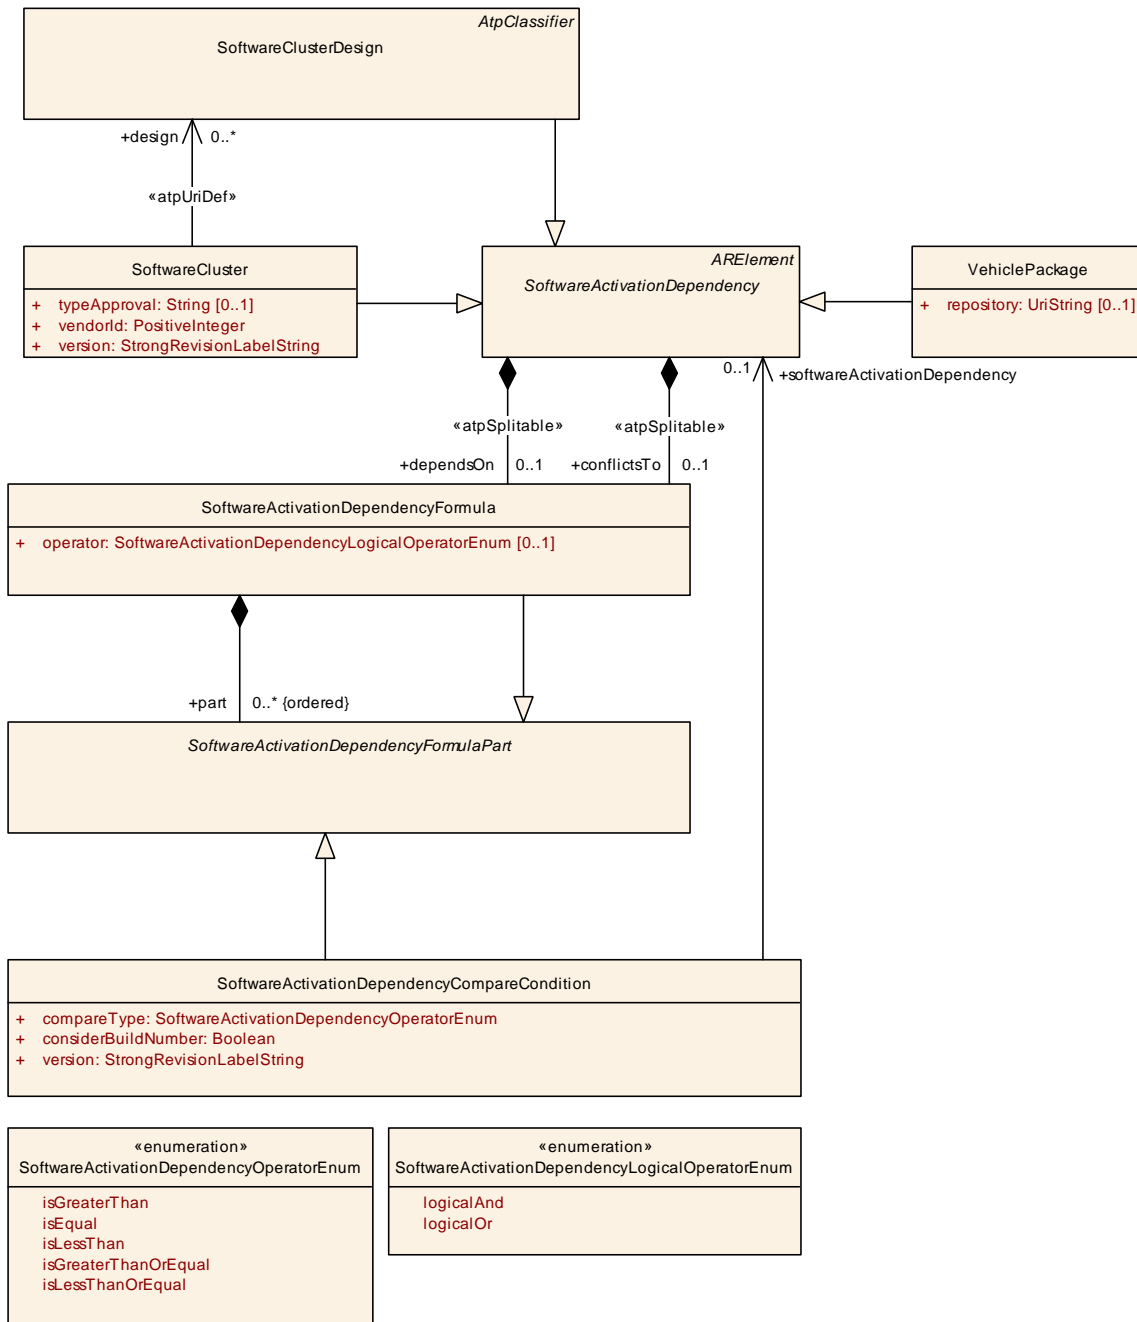 AtpClassifier
SoftwareClusterDesign
+design 0..*
«atpUriDef»
SoftwareCluster
+ typeApproval: String [0..1]
+ vendorId: PositiveInteger
+ version: StrongRevisionLabelString
ARElement
SoftwareActivationDependency
VehiclePackage
+ repository: UriString [0..1]
0..1
+softwareActivationDependency
«atpSplitable»
«atpSplitable»
+dependsOn 0..1
+conflictsTo 0..1
SoftwareActivationDependencyFormula
+ operator: SoftwareActivationDependencyLogicalOperatorEnum [0..1]
+part 0..* {ordered}
SoftwareActivationDependencyFormulaPart
SoftwareActivationDependencyCompareCondition
+ compareType: SoftwareActivationDependencyOperatorEnum
+ considerBuildNumber: Boolean
+ version: StrongRevisionLabelString
«enumeration»
SoftwareActivationDependencyOperatorEnum
isGreaterThan
isEqual
isLessThan
isGreaterThanOrEqual
isLessThanOrEqual
«enumeration»
SoftwareActivationDependencyLogicalOperatorEnum
logicalAnd
logicalOr